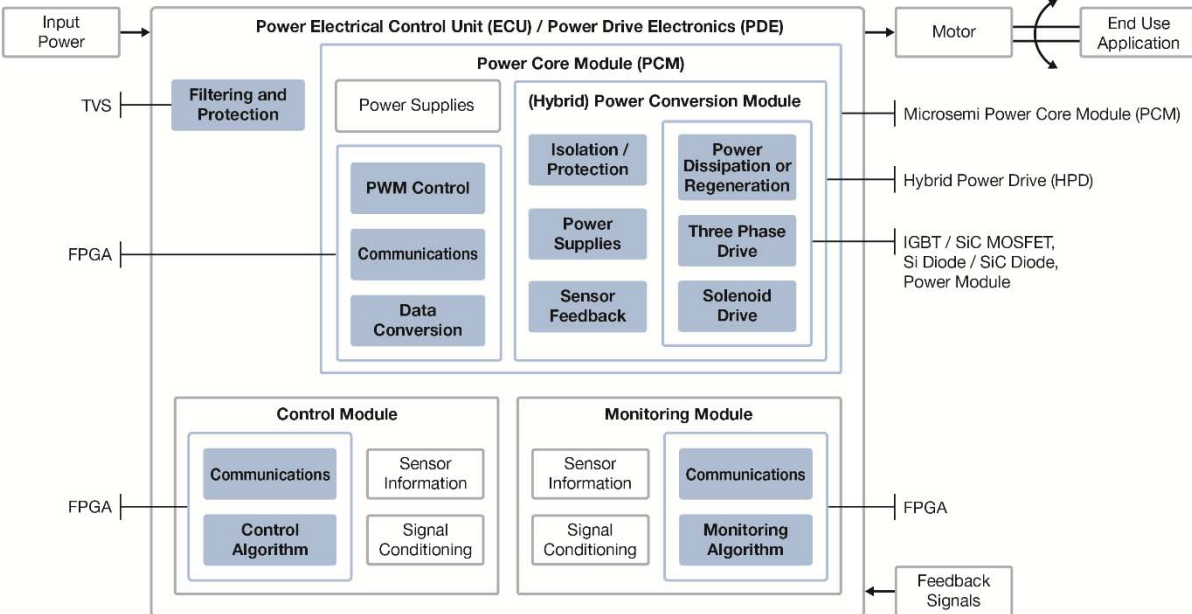 Input
Power
Power Electrical Control Unit (ECU) / Power Drive Electronics (PDE)
Motor
End Use
Application
Power Core Module (PCM)
TVS
Filtering and
Protection
Power Supplies
(Hybrid) Power Conversion Module
Microsemi Power Core Module (PCM)
Isolation /
Protection
Power
Dissipation or
Regeneration
PWM Control
Hybrid Power Drive (HPD)
Power
Supplies
Three Phase
Drive
FPGA
Communications
IGBT / SiC MOSFET,
Si Diode / SiC Diode,
Power Module
Data
Conversion
Sensor
Feedback
Solenoid
Drive
Control Module
Communications
Sensor
Information
FPGA
Control
Algorithm
Signal
Conditioning
Monitoring Module
Sensor
Information
Communications
FPGA
Signal
Conditioning
Monitoring
Algorithm
Feedback
Signals